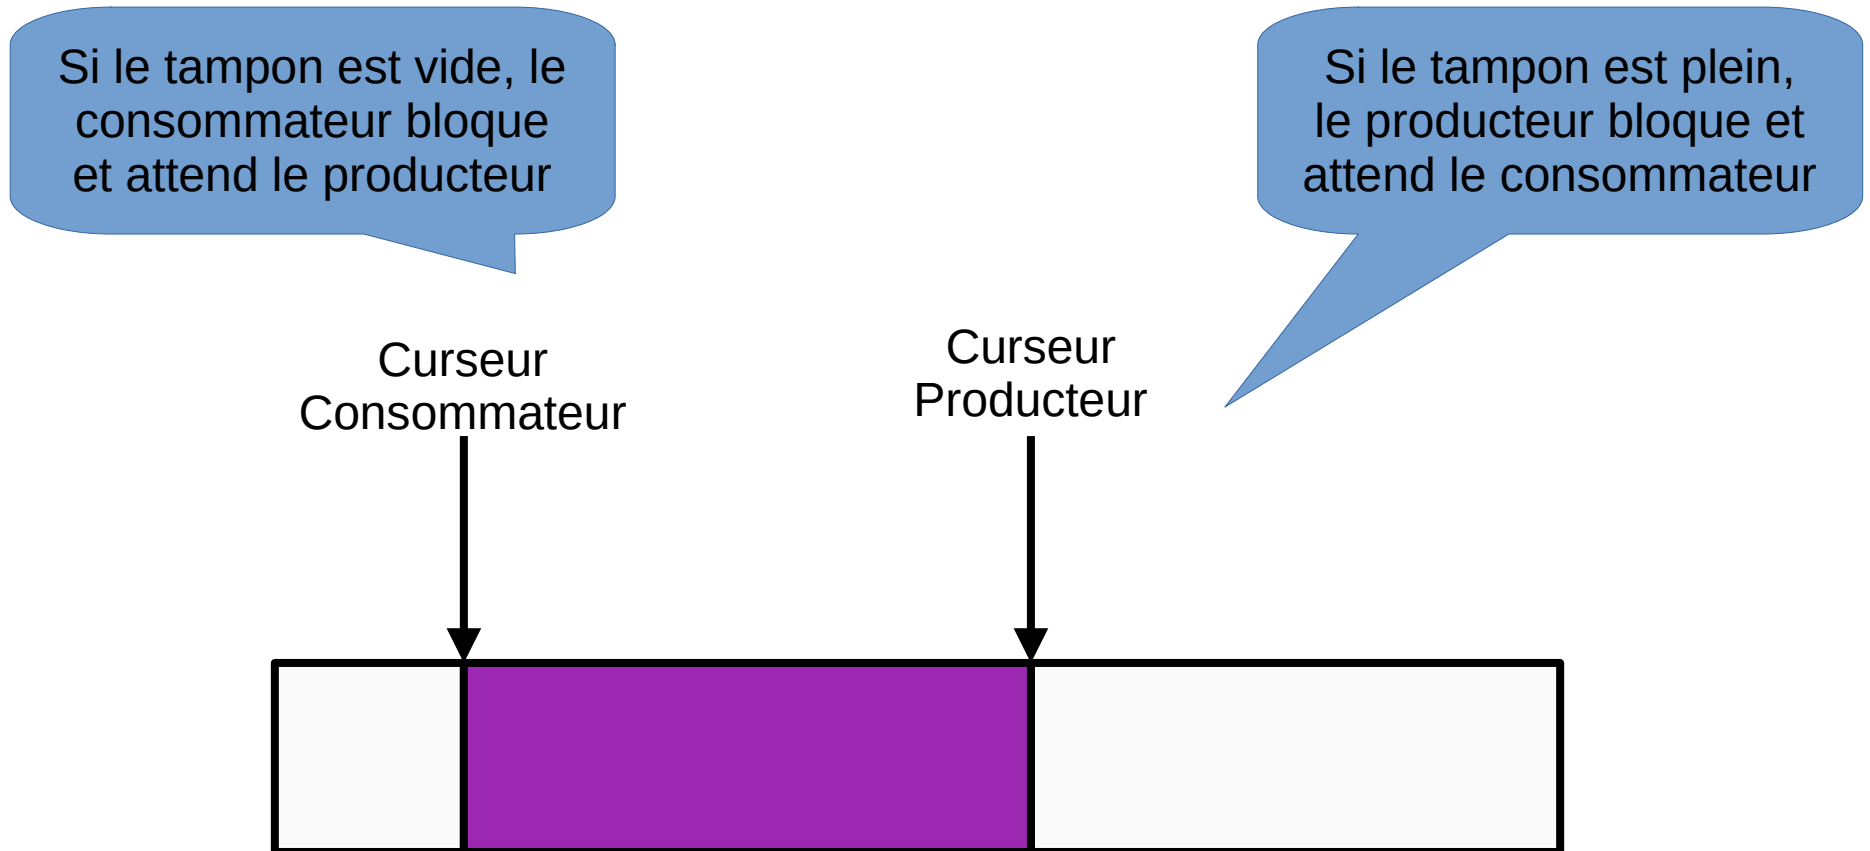 Si le tampon est vide, le
consommateur bloque
et attend le producteur
Si le tampon est plein,
le producteur bloque et
attend le consommateur
Curseur
Consommateur
Curseur
Producteur